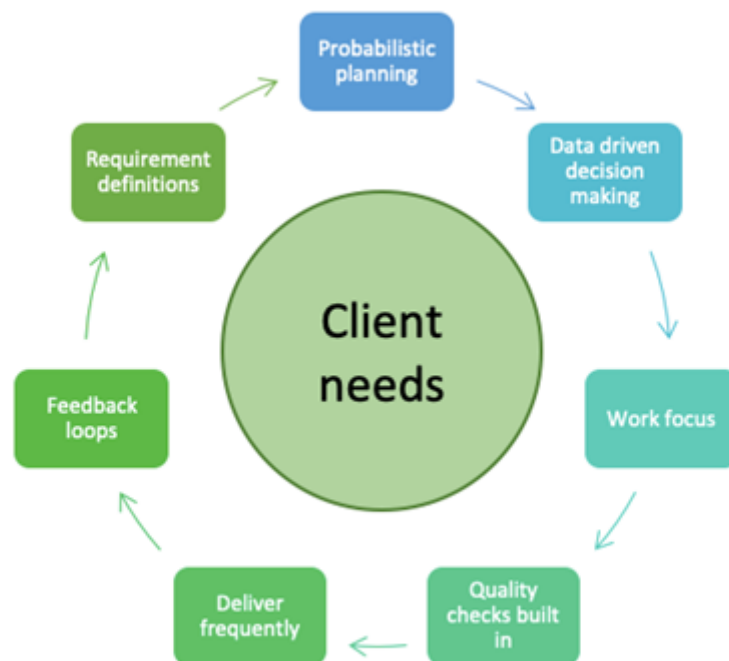 Probabilistic
planning
Data driven
decision
making
Work focus
Quality
checks built
in
Deliver
frequently
Feedback
loops
Requirement
definitions
Client
needs